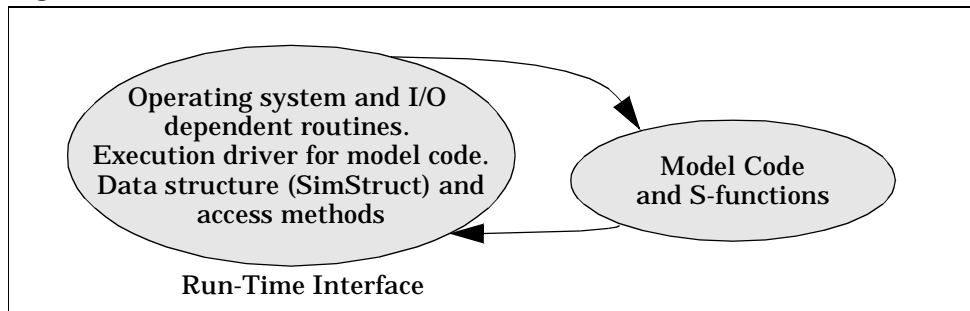 Operating system and I/O
dependent routines.
Execution driver for model code.
Data structure (SimStruct) and
access methods
Model Code
and S-functions
Run-Time Interface